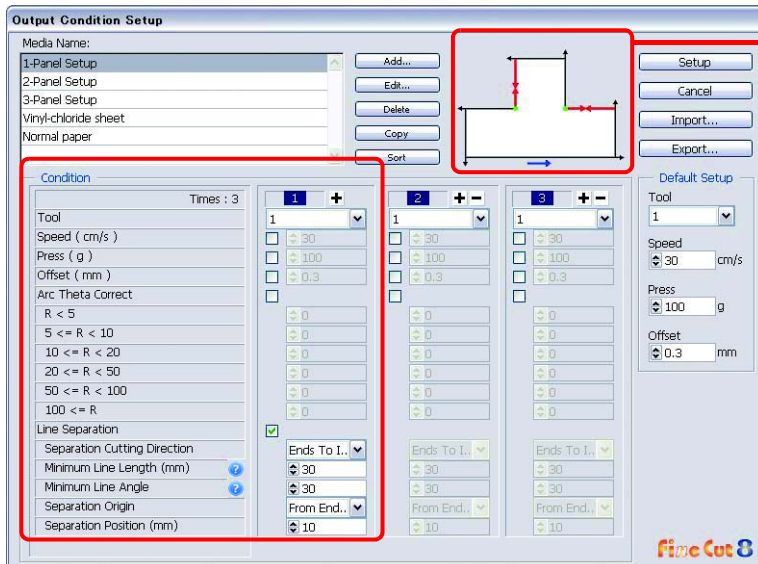 Output Condition Setup
Media Name:
1-Panel Setup
2-Panel Setup
3-Panel Setup
Vinyl-chloride sheet
Normal paper
Add...
Edit...
Delete
Copy
Sort
Setup
Cancel
Import...
Export...
Condition
Times : 3 1 + 2 + − 3 + −
Tool 1 1 1
Speed ( cm/s ) 30 30 30
Press ( g ) 100 100 100
Offset ( mm ) 0.3 0.3 0.3
Arc Theta Correct
R < 5 0 0 0
5 <= R < 10 0 0 0
10 <= R < 20 0 0 0
20 <= R < 50 0 0 0
50 <= R < 100 0 0 0
100 <= R 0 0 0
Line Separation
Separation Cutting Direction Ends To I.. Ends To I.. Ends To I..
Minimum Line Length (mm) ? 30 30 30
Minimum Line Angle ? 30 30 30
Separation Origin From End.. From End.. From End..
Separation Position (mm) 10 10 10
Default Setup
Tool
1
Speed
30 cm/s
Press
100 g
Offset
0.3 mm
Fine Cut 8